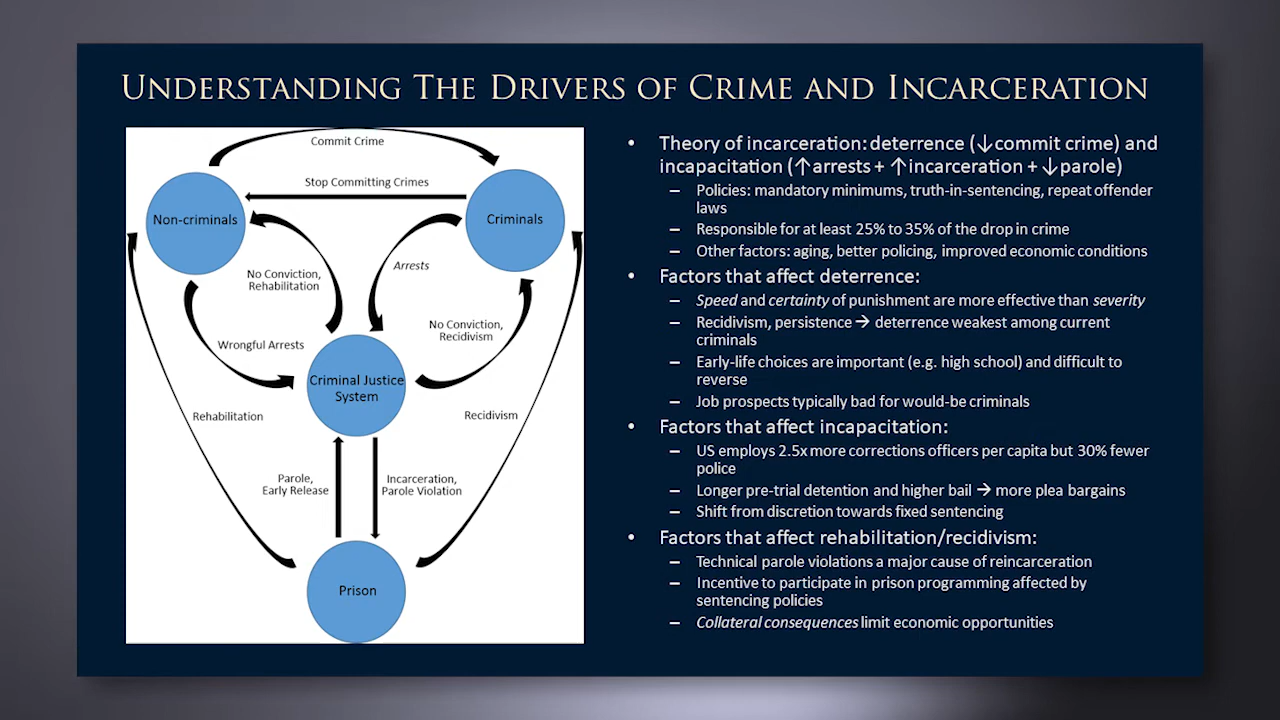 Understanding The Drivers of Crime and Incarceration
Commit Crime
Stop Committing Crimes
Non-criminals
Criminals
Arrests
No Conviction,
Rehabilitation
No Conviction,
Recidivism
Wrongful Arrests
Criminal Justice
System
Rehabilitation
Recidivism
Parole,
Early Release
Incarceration,
Parole Violation
Prison
• Theory of incarceration: deterrence (↓commit crime) and
incapacitation (↑arrests + ↑incarceration + ↓parole)
– Policies: mandatory minimums, truth-in-sentencing, repeat offender
laws
– Responsible for at least 25% to 35% of the drop in crime
– Other factors: aging, better policing, improved economic conditions
• Factors that affect deterrence:
– Speed and certainty of punishment are more effective than severity
– Recidivism, persistence → deterrence weakest among current
criminals
– Early-life choices are important (e.g. high school) and difficult to
reverse
– Job prospects typically bad for would-be criminals
• Factors that affect incapacitation:
– US employs 2.5x more corrections officers per capita but 30% fewer
police
– Longer pre-trial detention and higher bail → more plea bargains
– Shift from discretion towards fixed sentencing
• Factors that affect rehabilitation/recidivism:
– Technical parole violations a major cause of reincarceration
– Incentive to participate in prison programming affected by
sentencing policies
– Collateral consequences limit economic opportunities